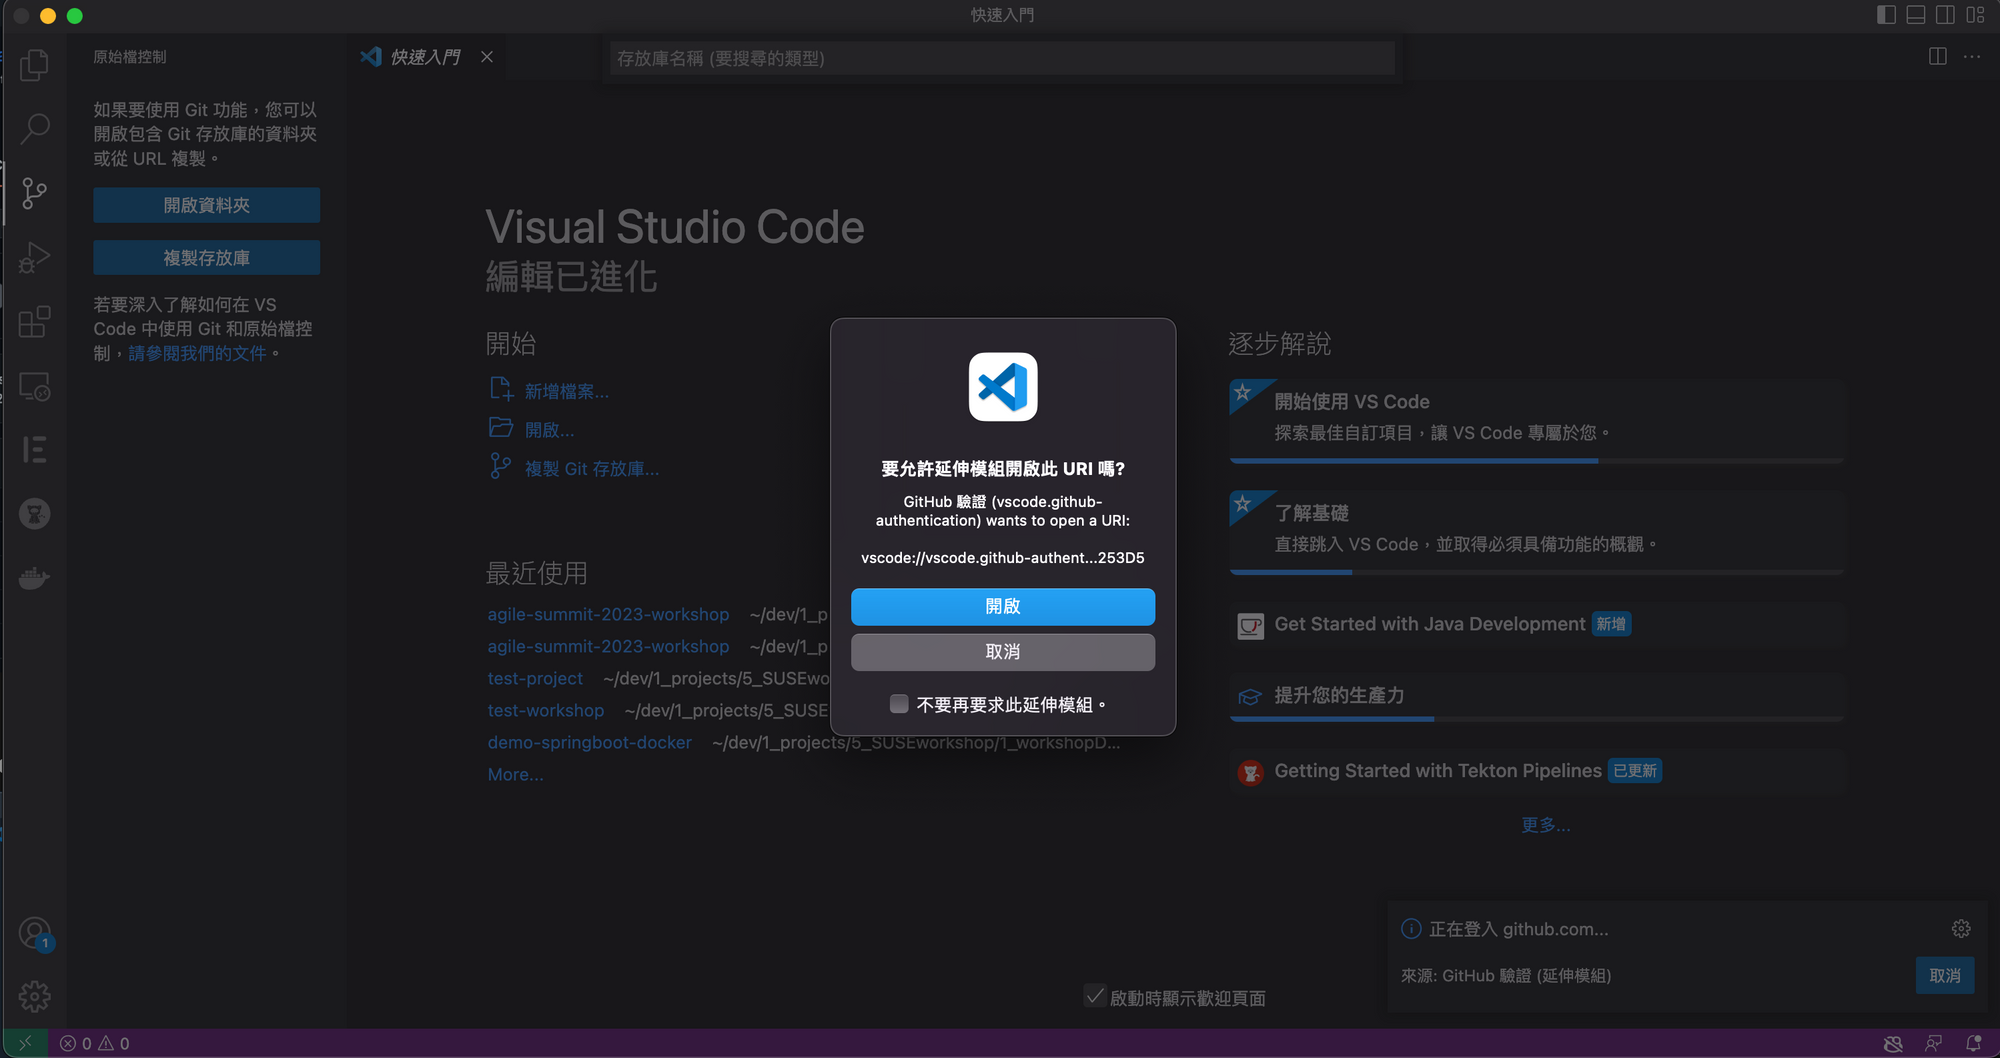 快速入門
原始檔控制
快速入門
存放庫名稱 (要搜尋的類型)
如果要使用 Git 功能，您可以
開啟包含 Git 存放庫的資料夾
或從 URL 複製。
開啟資料夾
複製存放庫
若要深入了解如何在 VS
Code 中使用 Git 和原始檔控
制，請參閱我們的文件。
Visual Studio Code
編輯已進化
開始
新增檔案...
開啟...
複製 Git 存放庫...
最近使用
agile-summit-2023-workshop ~/dev/1_p
agile-summit-2023-workshop ~/dev/1_p
test-project ~/dev/1_projects/5_SUSEwo
test-workshop ~/dev/1_projects/5_SUSE
demo-springboot-docker ~/dev/1_projects/5_SUSEworkshop/1_workshopD...
More...
要允許延伸模組開啟此 URI 嗎?
GitHub 驗證 (vscode.github-
authentication) wants to open a URI:
vscode://vscode.github-authent...253D5
開啟
取消
不要再要求此延伸模組。
逐步解說
開始使用 VS Code
探索最佳自訂項目，讓 VS Code 專屬於您。
了解基礎
直接跳入 VS Code，並取得必須具備功能的概觀。
Get Started with Java Development 新增
提升您的生產力
Getting Started with Tekton Pipelines 已更新
更多...
正在登入 github.com...
來源: GitHub 驗證 (延伸模組)
取消
啟動時顯示歡迎頁面
1
0 0